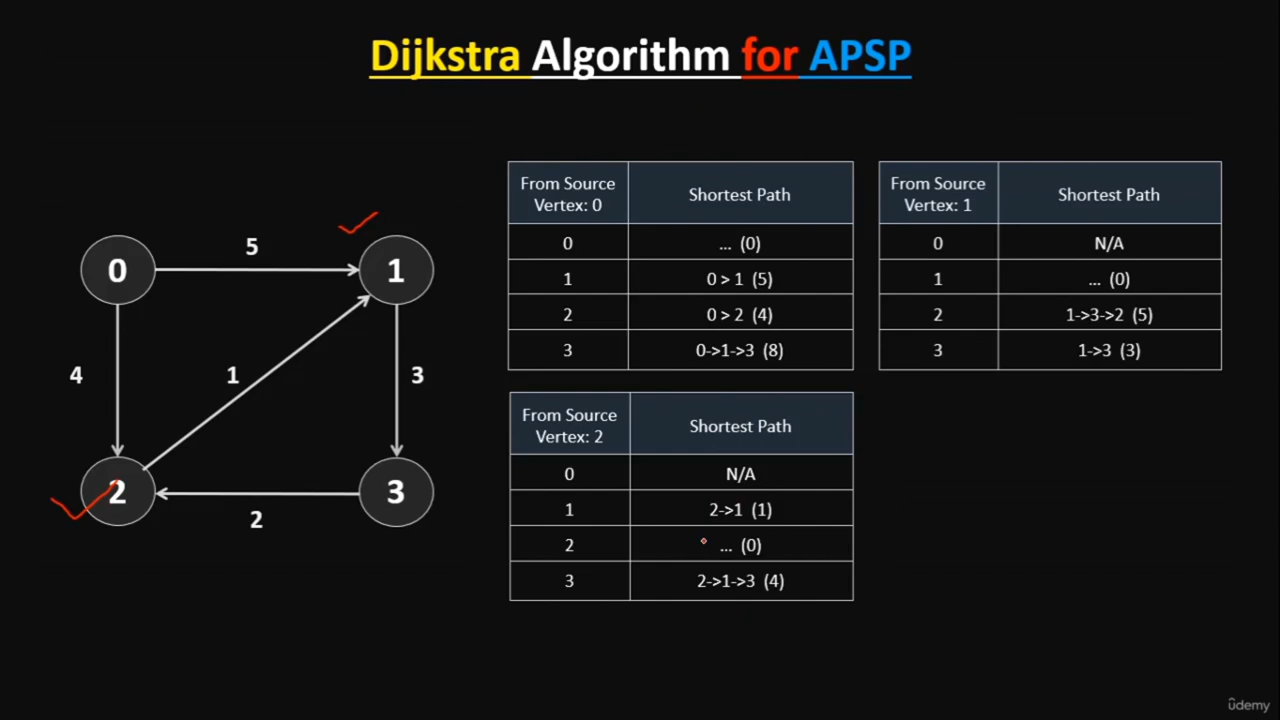 Dijkstra Algorithm for APSP
0
5
1
4
1
3
2
2
3
From Source
Vertex: 0
Shortest Path
0
... (0)
1
0 > 1 (5)
2
0 > 2 (4)
3
0->1->3 (8)
From Source
Vertex: 1
Shortest Path
0
N/A
1
... (0)
2
1->3->2 (5)
3
1->3 (3)
From Source
Vertex: 2
Shortest Path
0
N/A
1
2->1 (1)
2
... (0)
3
2->1->3 (4)
ûdemy